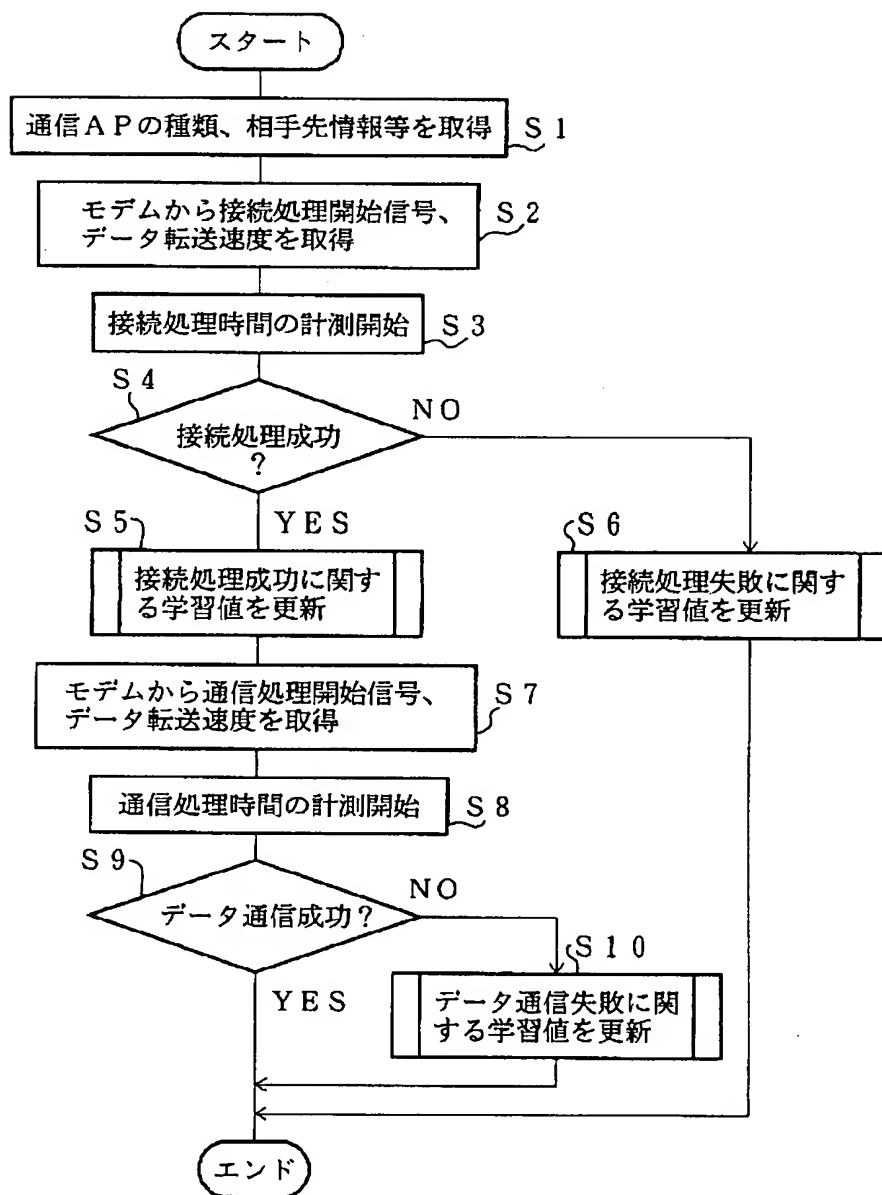 スタート
通信APの種類、相手先情報等を取得
S1
モデムから接続処理開始信号、
データ転送速度を取得
S2
接続処理時間の計測開始
S3
S4
接続処理成功
?
NO
YES
S5
接続処理成功に関す
る学習値を更新
S6
接続処理失敗に関す
る学習値を更新
モデムから通信処理開始信号、
データ転送速度を取得
S7
通信処理時間の計測開始
S8
S9
データ通信成功?
NO
YES
S10
データ通信失敗に関
する学習値を更新
エンド